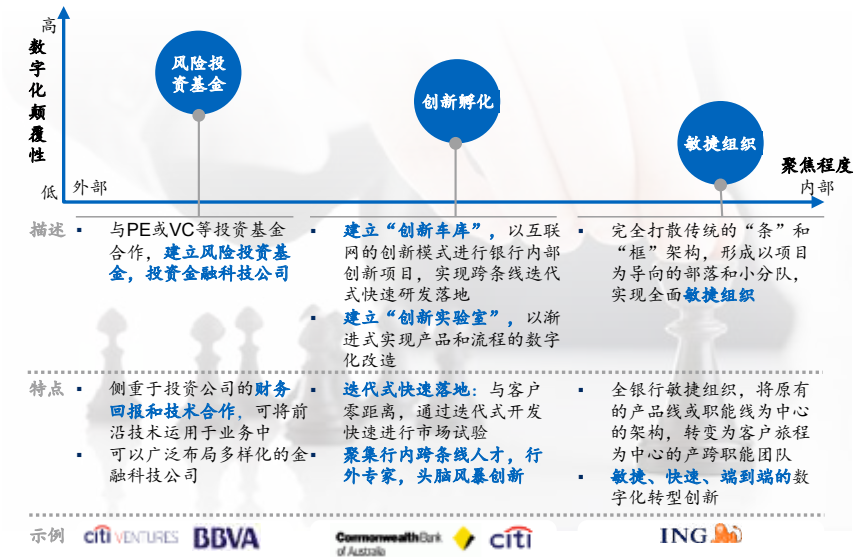 高
数字化颠覆性
低
风险投
资基金
创新孵化
敏捷组织
聚焦程度
外部
内部
描述
▪ 与PE或VC等投资基金
合作，建立风险投资基
金，投资金融科技公司
▪ 建立“创新车库”，以互联
网的创新模式进行银行内部
创新项目，实现跨条线迭代
式快速研发落地
▪ 建立“创新实验室”，以渐
进式实现产品和流程的数字
化改造
▪ 完全打散传统的“条”和
“框”架构，形成以项目
为导向的部落和小分队，
实现全面敏捷组织
特点
▪ 侧重于投资公司的财务
回报和技术合作，可将前
沿技术运用于业务中
▪ 可以广泛布局多样化的金
融科技公司
▪ 迭代式快速落地：与客户
零距离，通过迭代式开发
快速进行市场试验
▪ 聚集行内跨条线人才，行
外专家，头脑风暴创新
▪ 全银行敏捷组织，将原有
的产品线或职能线为中心
的架构，转变为客户旅程
为中心的产跨职能团队
▪ 敏捷、快速、端到端的数
字化转型创新
示例
citi VENTURES
BBVA
CommonwealthBank
of Australia
citi
ING